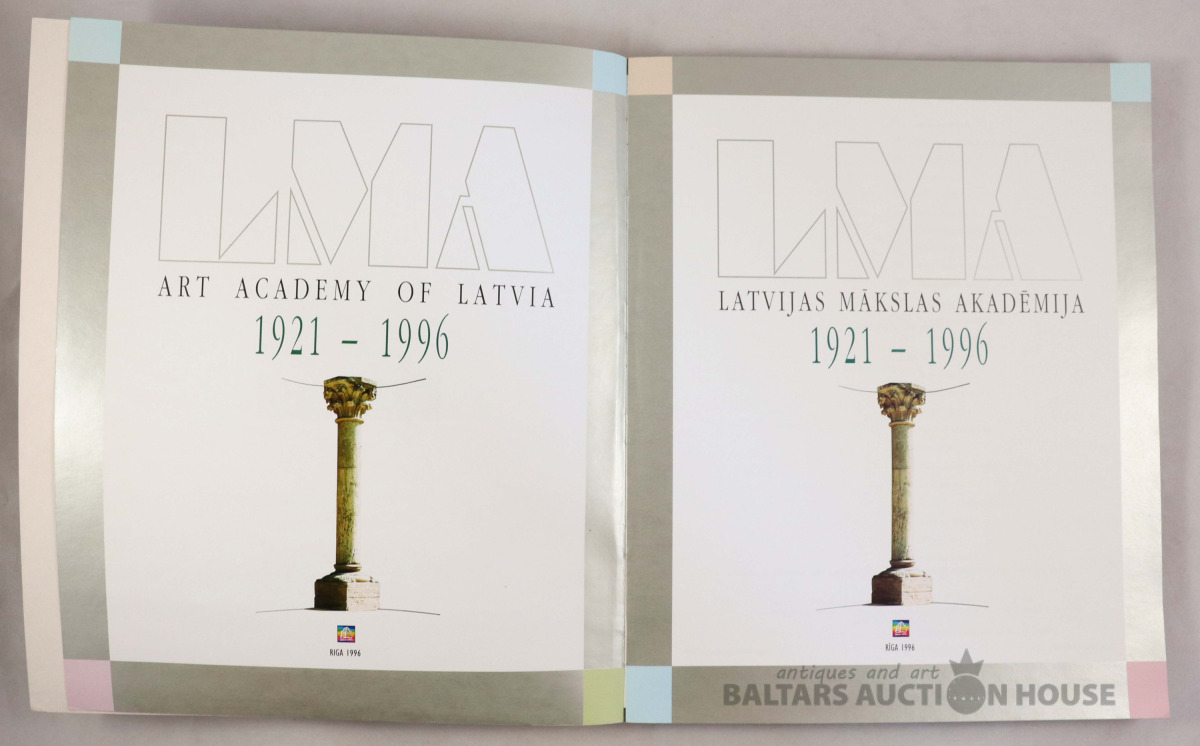 LMA
ART ACADEMY OF LATVIA
1921 – 1996
RIGA 1996
LMA
LATVIJAS MĀKSLAS AKADĒMIJA
1921 – 1996
RĪGA 1996
antiques and art
BALTARS AUCTION HOUSE